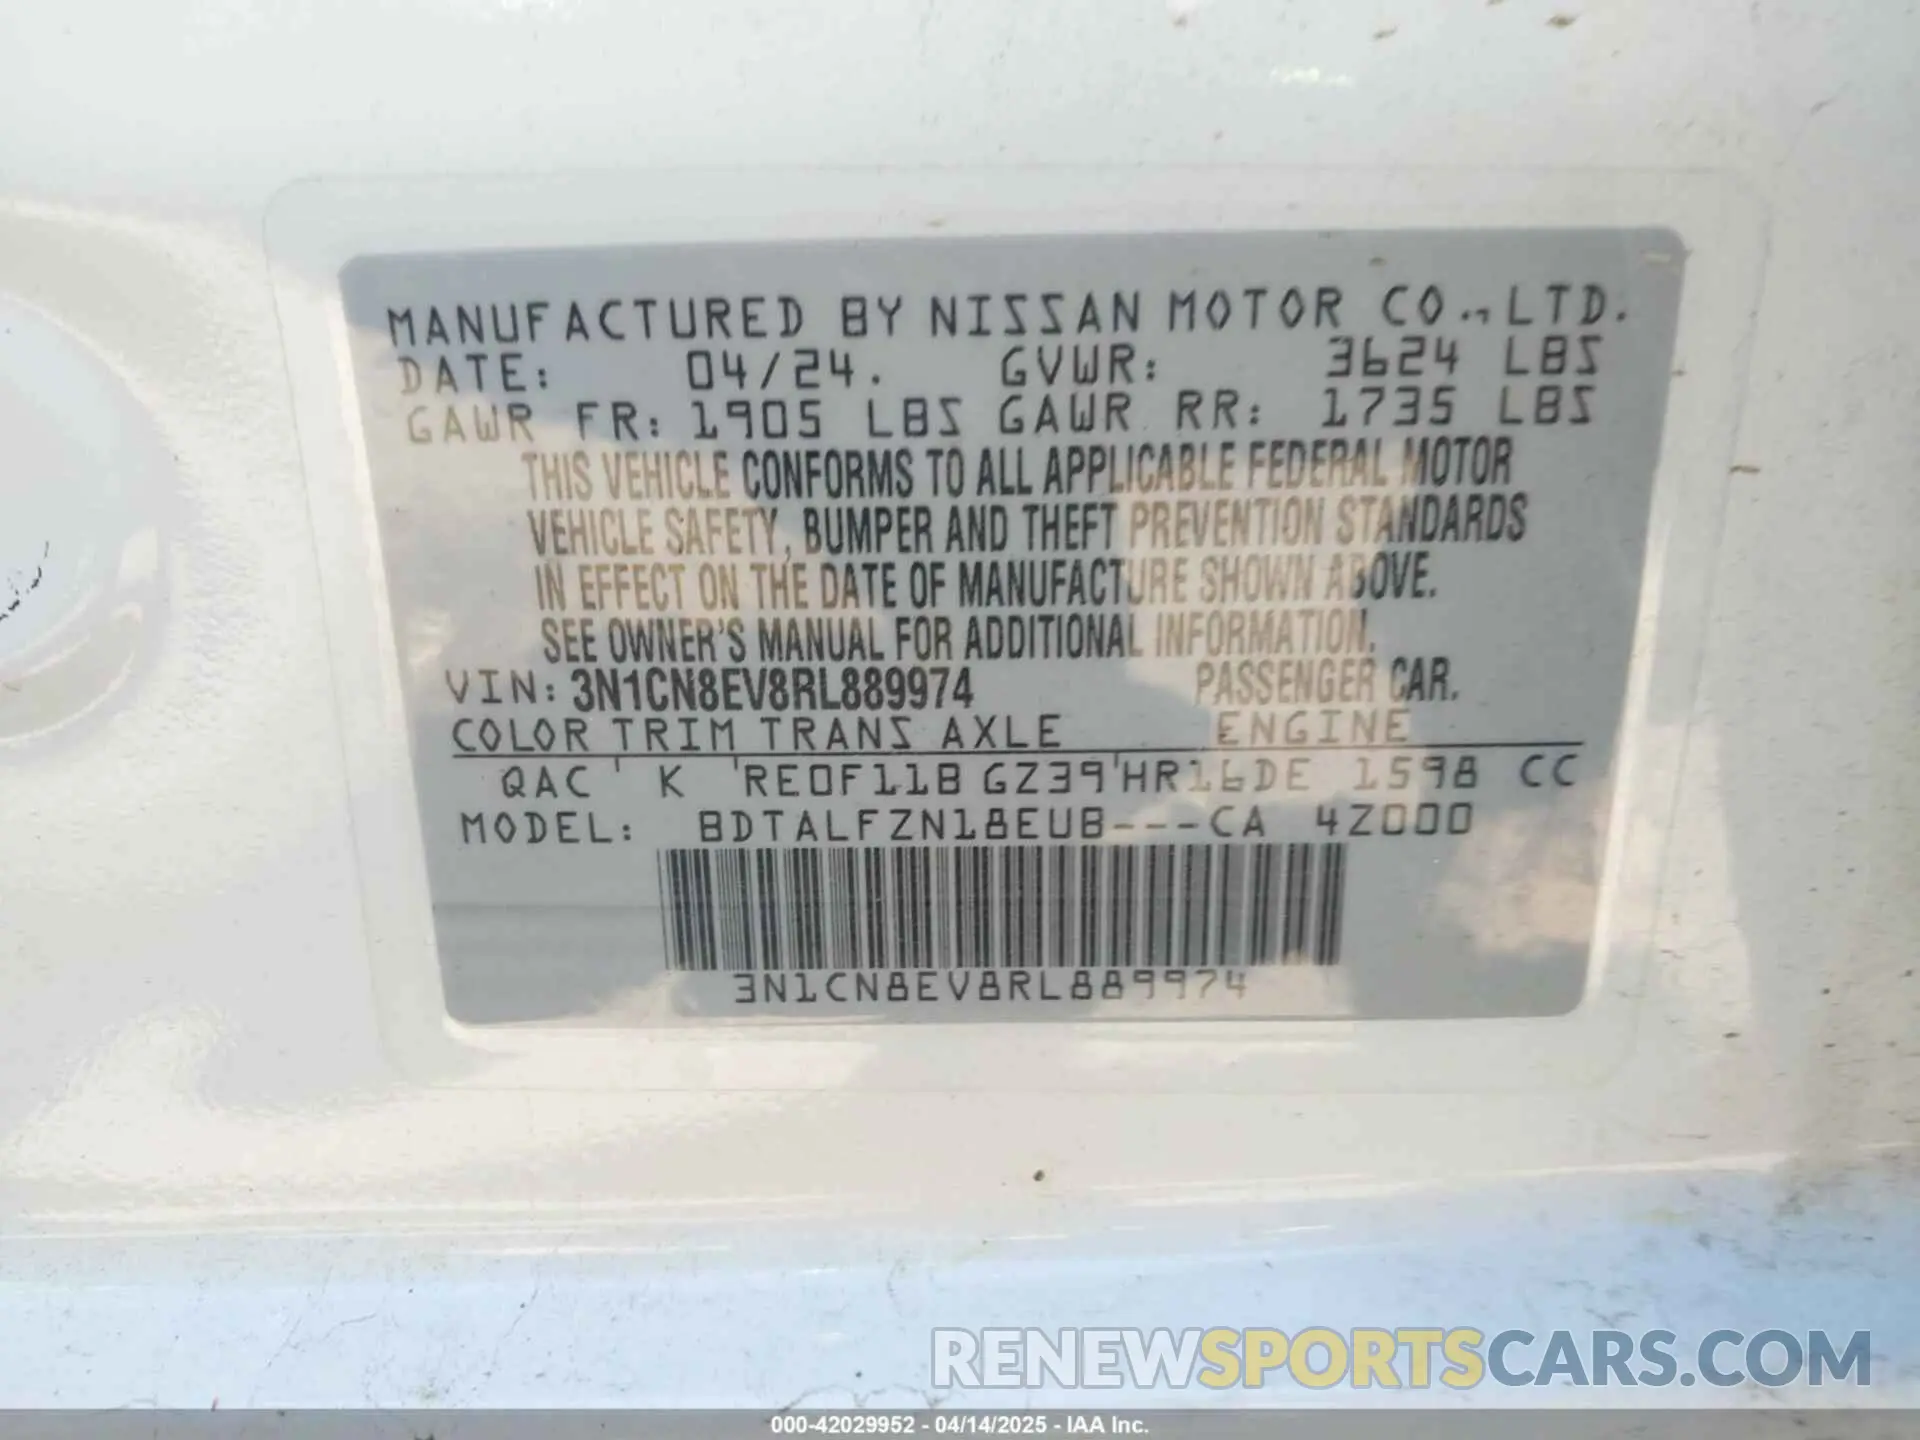 MANUFACTURED BY NISSAN MOTOR CO., LTD.
DATE: 04/24. GVWR: 3624 LBS
GAWR FR: 1905 LBS GAWR RR: 1735 LBS
THIS VEHICLE CONFORMS TO ALL APPLICABLE FEDERAL MOTOR
VEHICLE SAFETY, BUMPER AND THEFT PREVENTION STANDARDS
IN EFFECT ON THE DATE OF MANUFACTURE SHOWN ABOVE.
SEE OWNER'S MANUAL FOR ADDITIONAL INFORMATION.
VIN: 3N1CN8EV8RL889974 PASSENGER CAR.
COLOR TRIM TRANS AXLE ENGINE
QAC ' K ' RE0F11B GZ39 ' HR16DE 1598 CC
MODEL: BDTALFZN18EUB---CA 4Z000
3N1CN8EV8RL889974
RENEWSPORTSCARS.COM
000-42029952 - 04/14/2025 - IAA Inc.